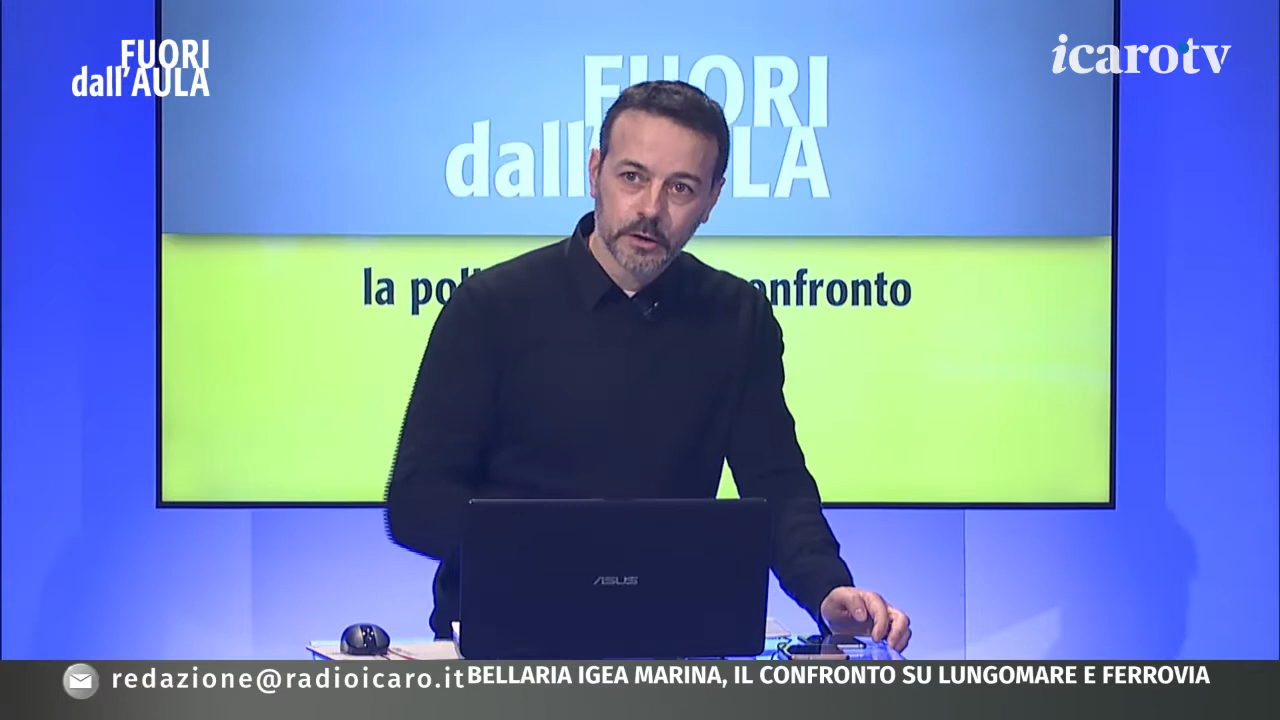 FUORI
dall'AULA
icarotv
FUORI
dall'AULA
la pol onfronto
ASUS
redazione@radioicaro.it
BELLARIA IGEA MARINA, IL CONFRONTO SU LUNGOMARE E FERROVIA